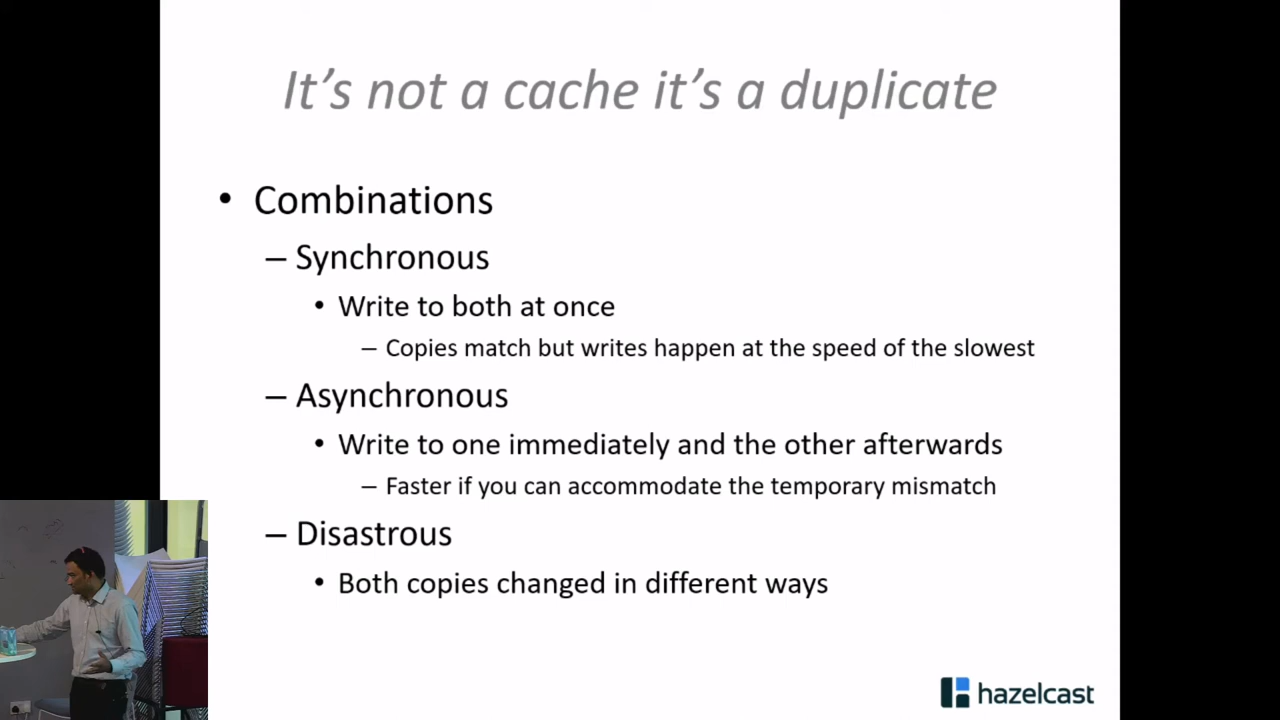 It's not a cache it's a duplicate
• Combinations
– Synchronous
• Write to both at once
– Copies match but writes happen at the speed of the slowest
– Asynchronous
• Write to one immediately and the other afterwards
– Faster if you can accommodate the temporary mismatch
– Disastrous
• Both copies changed in different ways
hazelcast